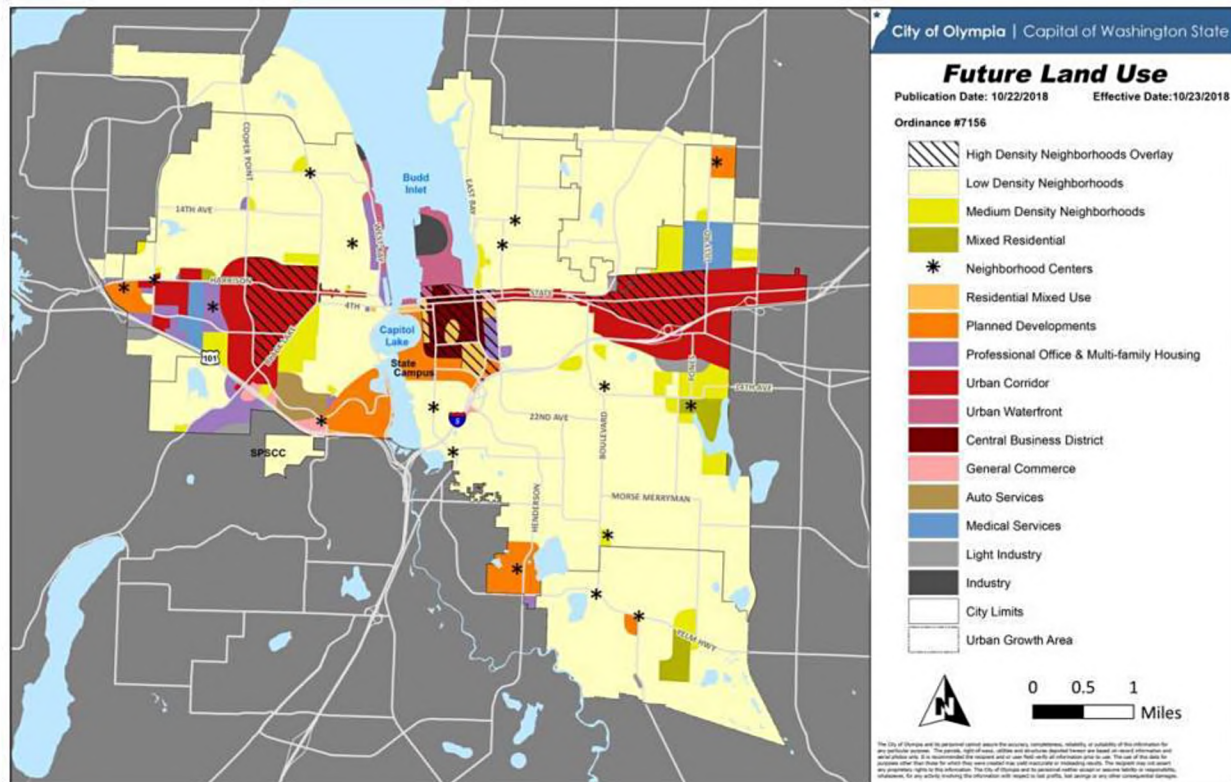 City of Olympia | Capital of Washington State
Future Land Use
Publication Date: 10/22/2018 Effective Date:10/23/2018
Ordinance #7156
High Density Neighborhoods Overlay
Low Density Neighborhoods
Medium Density Neighborhoods
Mixed Residential
Neighborhood Centers
Residential Mixed Use
Planned Developments
Professional Office & Multi-family Housing
Urban Corridor
Urban Waterfront
Central Business District
General Commerce
Auto Services
Medical Services
Light Industry
Industry
City Limits
Urban Growth Area
N
0 0.5 1
Miles
COOPER POINT
14TH AVE
HARRISON
4TH
101
SPSCC
Budd
Inlet
EAST BAY
Capitol
Lake
State
Campus
STATE
5
22ND AVE
BOULEVARD
14TH AVE
HENDERSON
MORSE MERRYMAN
YELM HWY